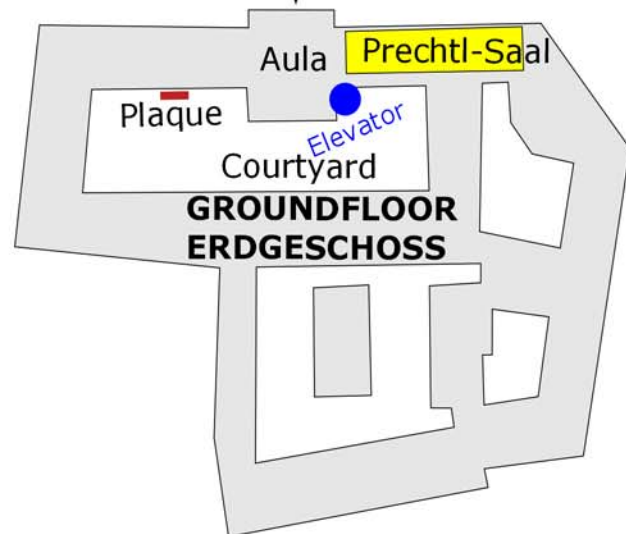 Aula
Prechtl-Saal
Plaque
Elevator
Courtyard
GROUNDFLOOR
ERDGESCHOSS